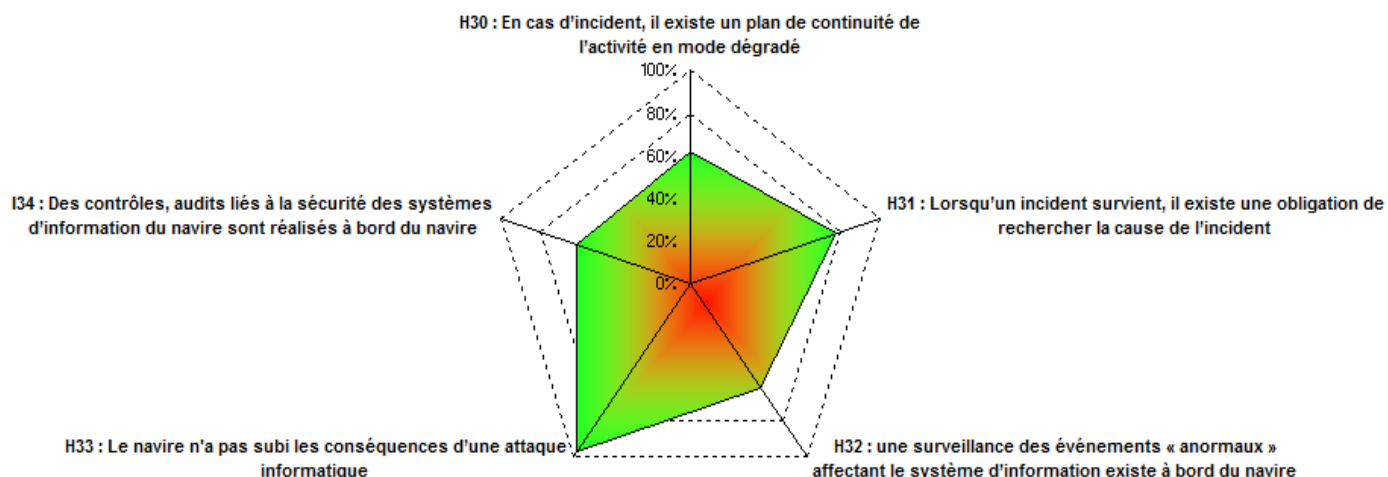 H30 : En cas d’incident, il existe un plan de continuité de
l’activité en mode dégradé
100%
80%
60%
40%
20%
0%
I34 : Des contrôles, audits liés à la sécurité des systèmes
d’information du navire sont réalisés à bord du navire
H31 : Lorsqu’un incident survient, il existe une obligation de
rechercher la cause de l’incident
H33 : Le navire n'a pas subi les conséquences d’une attaque
informatique
H32 : une surveillance des événements « anormaux »
affectant le système d’information existe à bord du navire